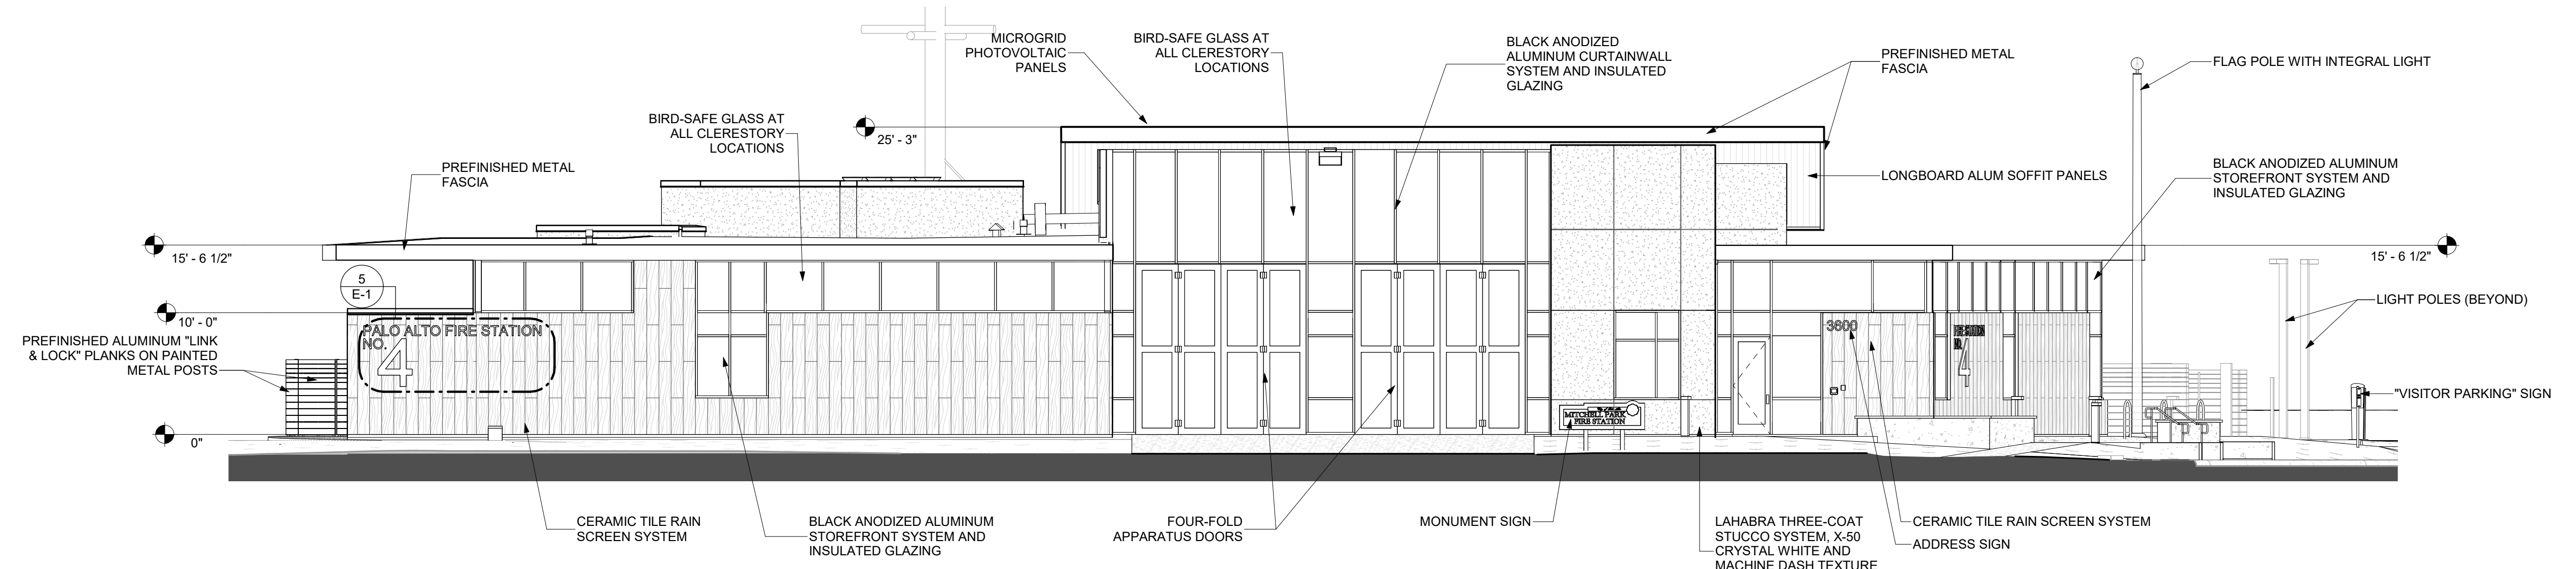 MICROGRID
PHOTOVOLTAIC
PANELS
BIRD-SAFE GLASS AT
ALL CLERESTORY
LOCATIONS
BLACK ANODIZED
ALUMINUM CURTAINWALL
SYSTEM AND INSULATED
GLAZING
PREFINISHED METAL
FASCIA
FLAG POLE WITH INTEGRAL LIGHT
BIRD-SAFE GLASS AT
ALL CLERESTORY
LOCATIONS
25' - 3"
PREFINISHED METAL
FASCIA
LONGBOARD ALUM SOFFIT PANELS
BLACK ANODIZED ALUMINUM
STOREFRONT SYSTEM AND
INSULATED GLAZING
15' - 6 1/2"
15' - 6 1/2"
5
E-1
LIGHT POLES (BEYOND)
10' - 0"
PREFINISHED ALUMINUM "LINK
& LOCK" PLANKS ON PAINTED
METAL POSTS
PALO ALTO FIRE STATION
NO.
4
3600
FIRE STATION
NO.
4
"VISITOR PARKING" SIGN
MITCHELL PARK
FIRE STATION
0"
CERAMIC TILE RAIN
SCREEN SYSTEM
BLACK ANODIZED ALUMINUM
STOREFRONT SYSTEM AND
INSULATED GLAZING
FOUR-FOLD
APPARATUS DOORS
MONUMENT SIGN
LAHABRA THREE-COAT
STUCCO SYSTEM, X-50
CRYSTAL WHITE AND
MACHINE DASH TEXTURE
CERAMIC TILE RAIN SCREEN SYSTEM
ADDRESS SIGN